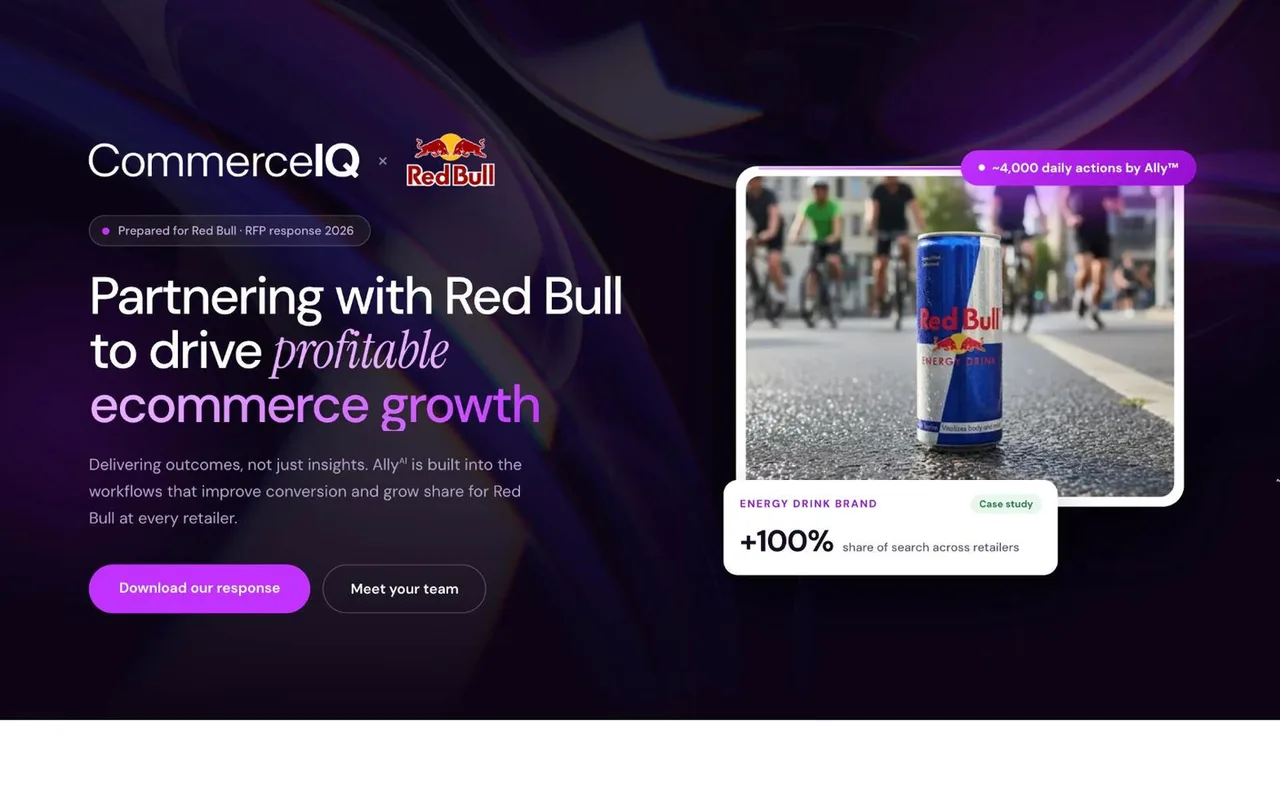 CommerceIQ × Red Bull
Prepared for Red Bull · RFP response 2026
Partnering with Red Bull
to drive profitable
ecommerce growth
Delivering outcomes, not just insights. Allyᴬᴵ is built into the
workflows that improve conversion and grow share for Red
Bull at every retailer.
Download our response
Meet your team
~4,000 daily actions by Ally™
Red Bull
ENERGY DRINK
Vitalizes body and
ENERGY DRINK BRAND
Case study
+100% share of search across retailers